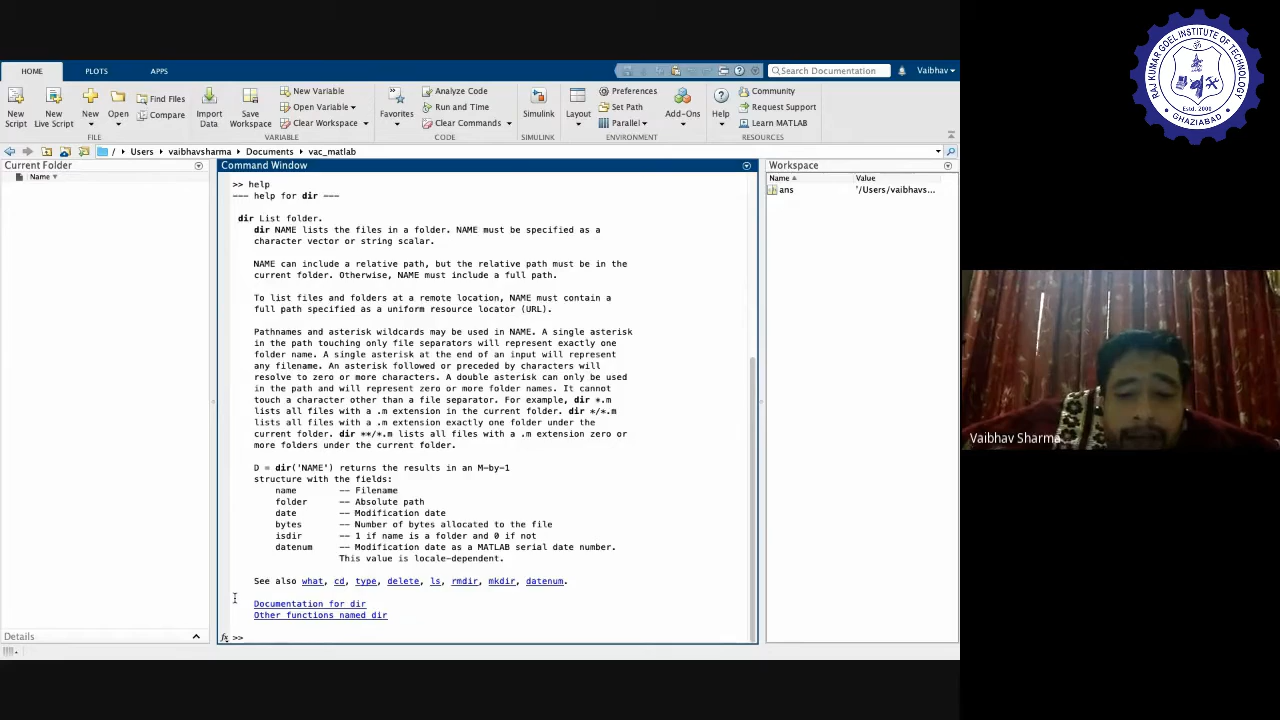 HOME PLOTS APPS
Search Documentation
Vaibhav
New Script
New Live Script
New
Open
Find Files
Compare
FILE
Import Data
Save Workspace
New Variable
Open Variable
Clear Workspace
VARIABLE
Favorites
Analyze Code
Run and Time
Clear Commands
CODE
Simulink
SIMULINK
Layout
Preferences
Set Path
Parallel
Add-Ons
ENVIRONMENT
Help
Community
Request Support
Learn MATLAB
RESOURCES
/ ▸ Users ▸ vaibhavsharma ▸ Documents ▸ vac_matlab
Current Folder
Name
Details
Command Window
>> help
--- help for dir ---
dir List folder.
dir NAME lists the files in a folder. NAME must be specified as a
character vector or string scalar.
NAME can include a relative path, but the relative path must be in the
current folder. Otherwise, NAME must include a full path.
To list files and folders at a remote location, NAME must contain a
full path specified as a uniform resource locator (URL).
Pathnames and asterisk wildcards may be used in NAME. A single asterisk
in the path touching only file separators will represent exactly one
folder name. A single asterisk at the end of an input will represent
any filename. An asterisk followed or preceded by characters will
resolve to zero or more characters. A double asterisk can only be used
in the path and will represent zero or more folder names. It cannot
touch a character other than a file separator. For example, dir *.m
lists all files with a .m extension in the current folder. dir */*.m
lists all files with a .m extension exactly one folder under the
current folder. dir **/*.m lists all files with a .m extension zero or
more folders under the current folder.
D = dir('NAME') returns the results in an M-by-1
structure with the fields:
name -- Filename
folder -- Absolute path
date -- Modification date
bytes -- Number of bytes allocated to the file
isdir -- 1 if name is a folder and 0 if not
datenum -- Modification date as a MATLAB serial date number.
This value is locale-dependent.
See also what, cd, type, delete, ls, rmdir, mkdir, datenum.
Documentation for dir
Other functions named dir
fx >>
Workspace
Name Value
ans '/Users/vaibhavs...
RAJ KUMAR GOEL INSTITUTE OF TECHNOLOGY
Estd. 2000
GHAZIABAD
Vaibhav Sharma